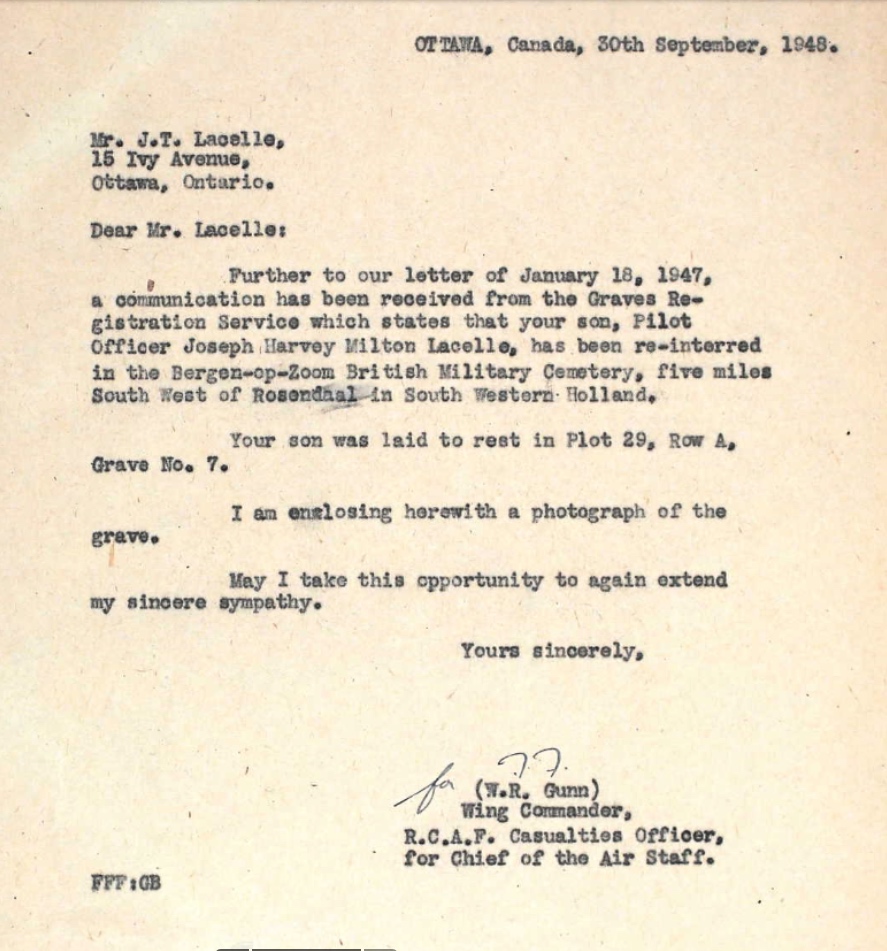 OTTAWA, Canada, 30th September, 1948.
Mr. J.T. Lacelle,
15 Ivy Avenue,
Ottawa, Ontario.
Dear Mr. Lacelle:
Further to our letter of January 18, 1947,
a communication has been received from the Graves Re-
gistration Service which states that your son, Pilot
Officer Joseph Harvey Milton Lacelle, has been re-interred
in the Bergen-op-Zoom British Military Cemetery, five miles
South West of Rosendaal in South Western Holland.
Your son was laid to rest in Plot 29, Row A,
Grave No. 7.
I am enclosing herewith a photograph of the
grave.
May I take this opportunity to again extend
my sincere sympathy.
Yours sincerely,
for
(W.R. Gunn)
Wing Commander,
R.C.A.F. Casualties Officer,
for Chief of the Air Staff.
FFF:GB